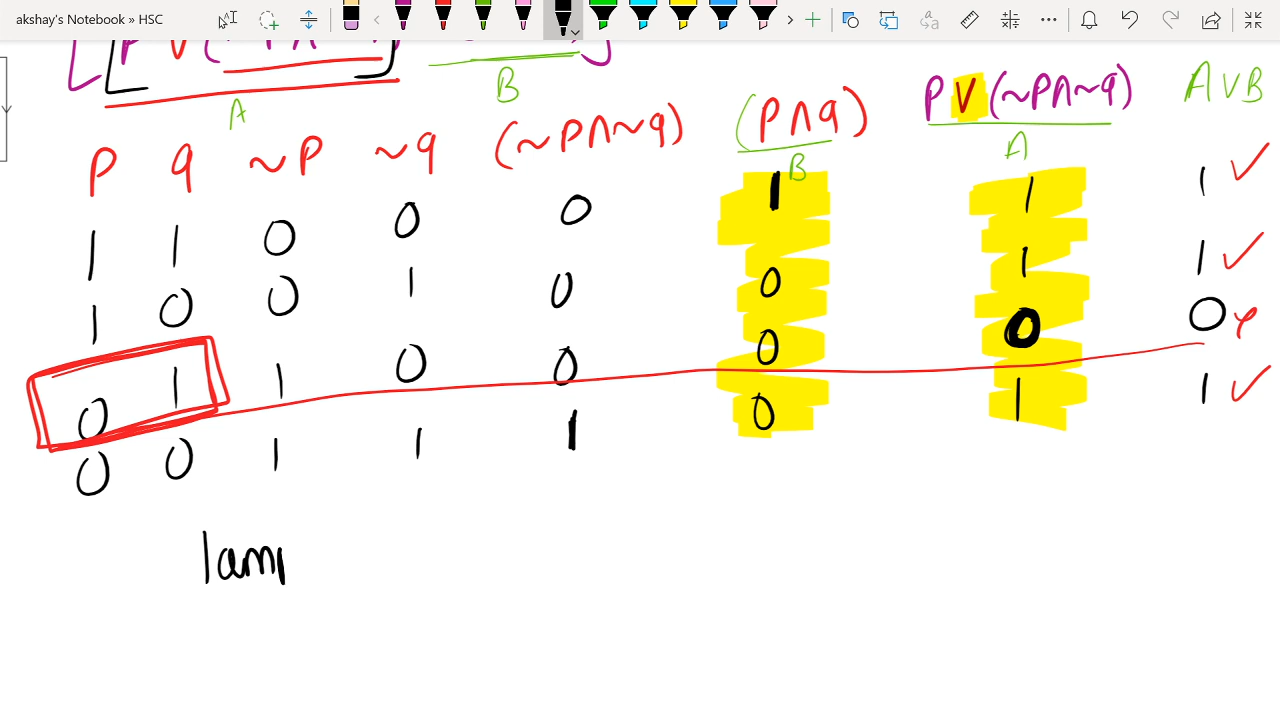 akshay's Notebook » HSC
A B
p q ~p ~q (~p∧~q) (p∧q) p∨(~p∧~q) A∨B
B A
1 1 0 0 0 1 1 1 ✓
1 0 0 1 0 0 1 1 ✓
0 1 1 0 0 0 0 0
0 0 1 1 1 0 1 1 ✓
lam